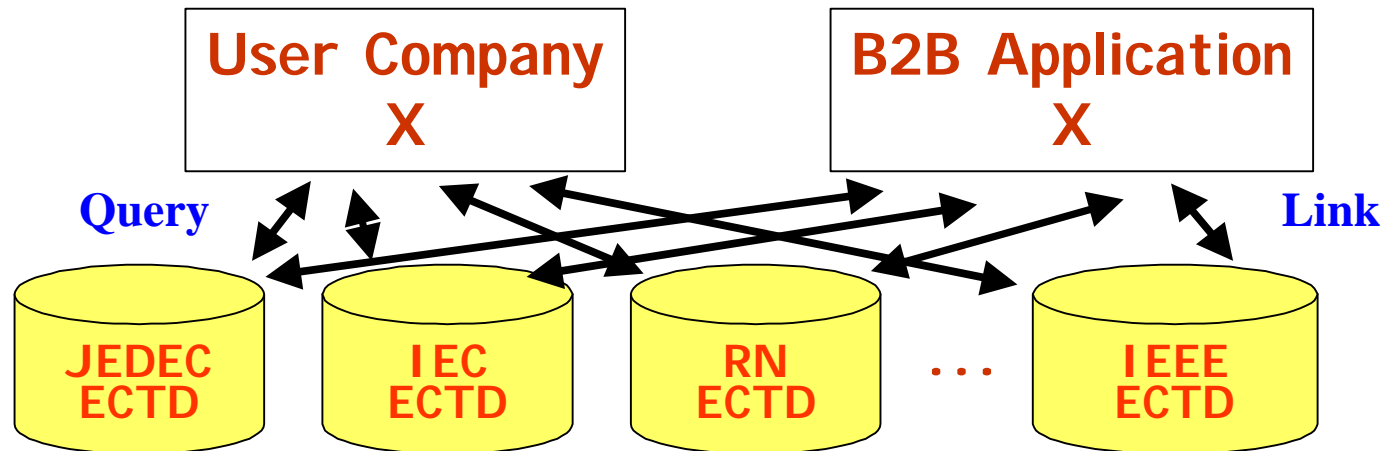 User Company
X
B2B Application
X
Query
Link
JEDEC
ECTD
IEC
ECTD
RN
ECTD
...
IEEE
ECTD